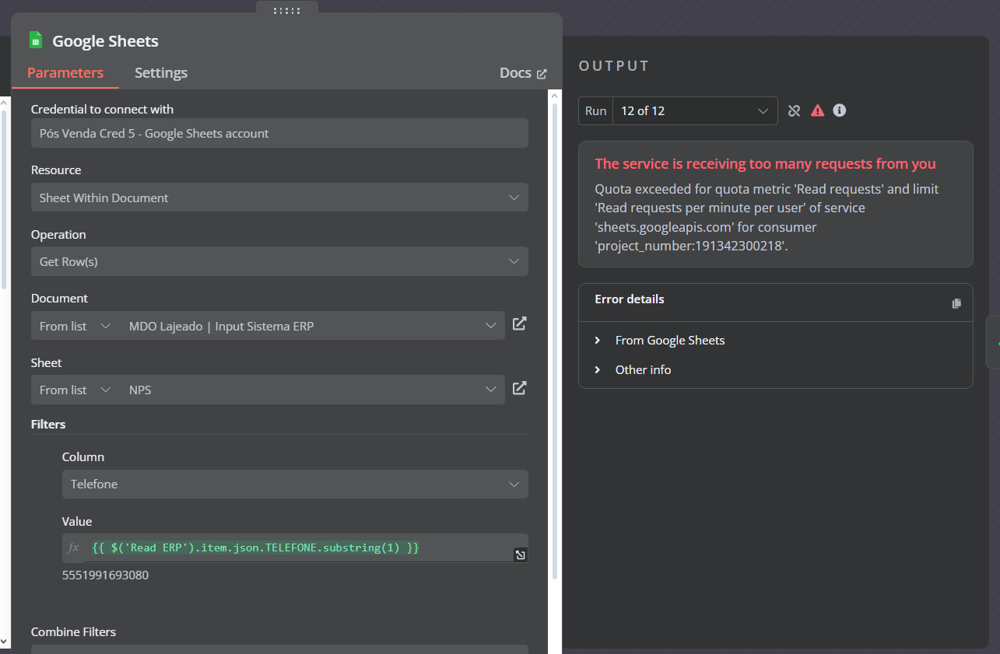 Google Sheets
Parameters
Settings
Docs
Credential to connect with
Pós Venda Cred 5 - Google Sheets account
Resource
Sheet Within Document
Operation
Get Row(s)
Document
From list
MDO Lajeado | Input Sistema ERP
Sheet
From list
NPS
Filters
Column
Telefone
Value
fx
{{ $('Read ERP').item.json.TELEFONE.substring(1) }}
5551991693080
Combine Filters
OUTPUT
Run
12 of 12
The service is receiving too many requests from you
Quota exceeded for quota metric 'Read requests' and limit
'Read requests per minute per user' of service
'sheets.googleapis.com' for consumer
'project_number:191342300218'.
Error details
From Google Sheets
Other info